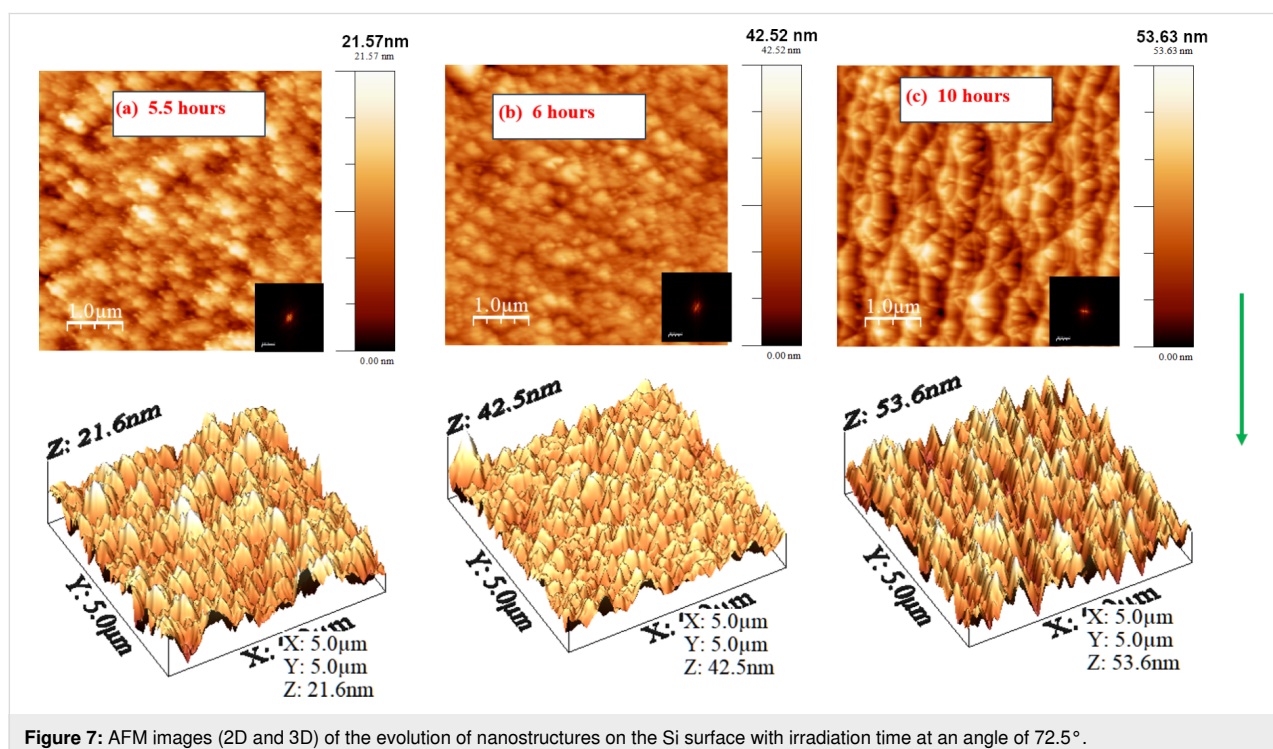 21.57nm
21.57 nm
(a) 5.5 hours
1.0µm
0.00 nm
42.52 nm
42.52 nm
(b) 6 hours
1.0µm
0.00 nm
53.63 nm
53.63 nm
(c) 10 hours
1.0µm
0.00 nm
Z: 21.6nm
Y: 5.0µm
X:
X: 5.0µm
Y: 5.0µm
Z: 21.6nm
Z: 42.5nm
Y: 5.0µm
X:
X: 5.0µm
Y: 5.0µm
Z: 42.5nm
Z: 53.6nm
Y: 5.0µm
X:
X: 5.0µm
Y: 5.0µm
Z: 53.6nm
Figure 7: AFM images (2D and 3D) of the evolution of nanostructures on the Si surface with irradiation time at an angle of 72.5°.